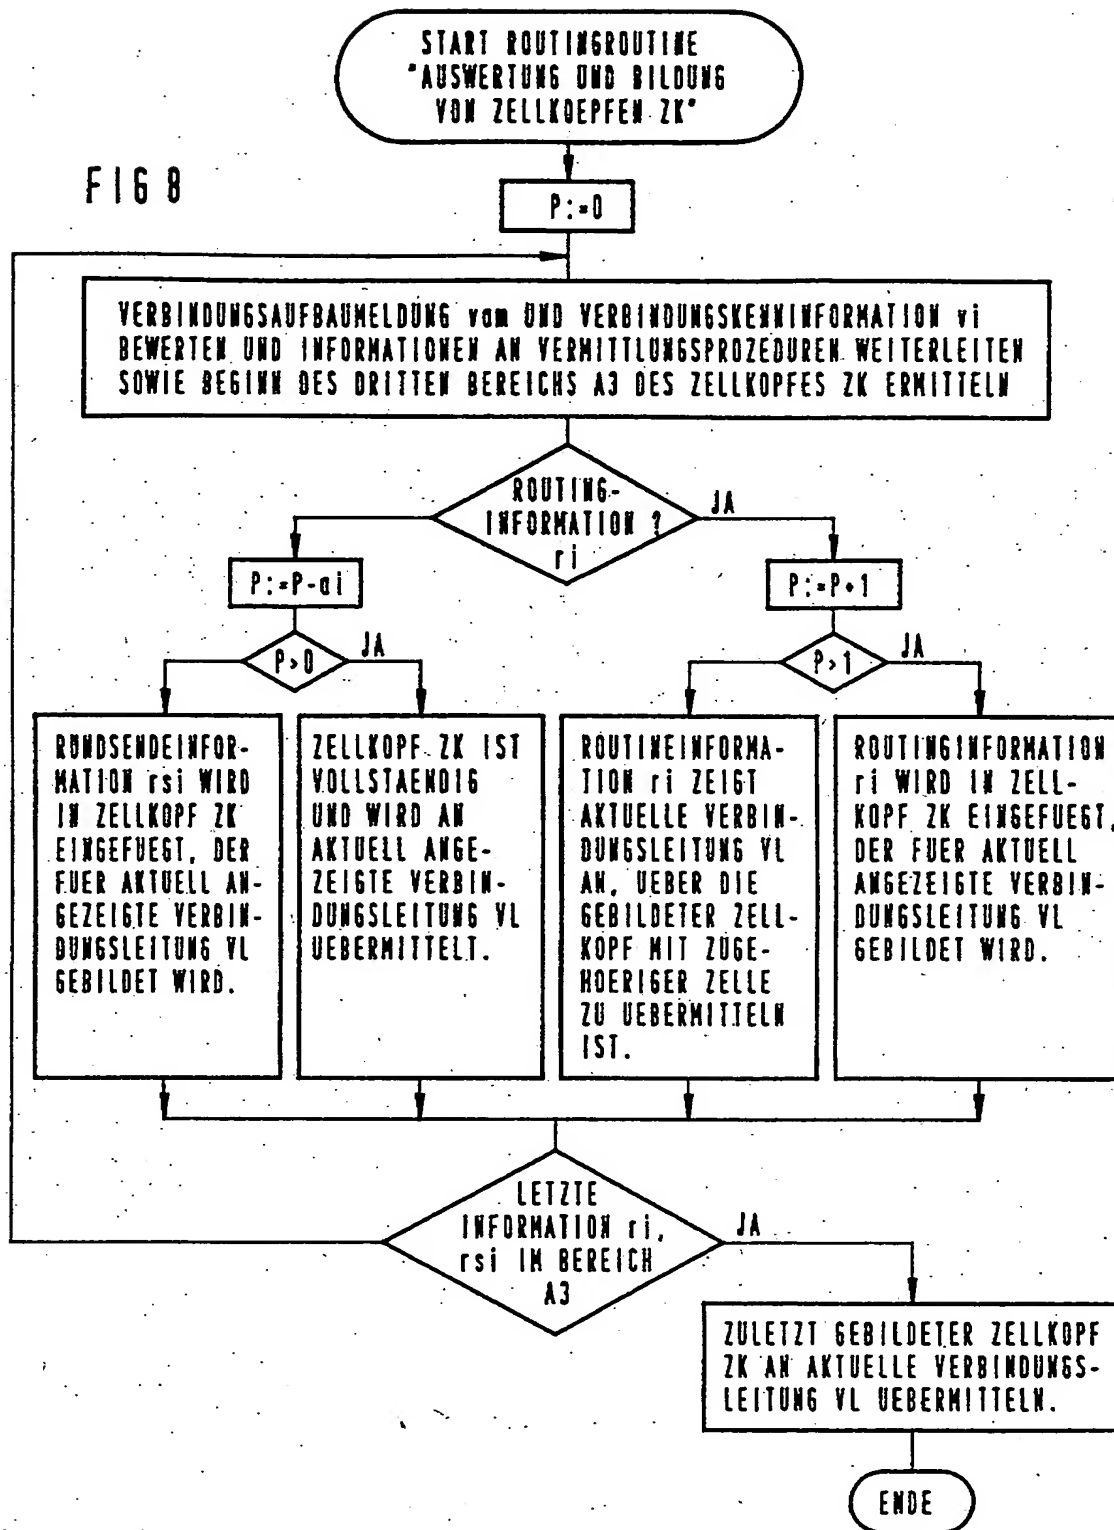 START ROUTINGROUTINE
"AUSWERTUNG UND BILDUNG
VON ZELLKOEPFEN ZK"
FIG 8
P:=0
VERBINDUNGSAUFBAUMELDUNG vam UND VERBINDUNGSKENNINFORMATION vi
BEWERTEN UND INFORMATIONEN AN VERMITTLUNGSPROZEDUREN WEITERLEITEN
SOWIE BEGINN DES DRITTEN BEREICHS A3 DES ZELLKOPFES ZK ERMITTELN
ROUTING-
INFORMATION ?
ri
JA
P:=P-ai
P:=P+1
P>0
JA
P>1
JA
RUNDSENDEINFOR-
MATION rsi WIRD
IN ZELLKOPF ZK
EINGEFUEGT, DER
FUER AKTUELL AN-
GEZEIGTE VERBIN-
DUNGSLEITUNG VL
GEBILDET WIRD.
ZELLKOPF ZK IST
VOLLSTAENDIG
UND WIRD AN
AKTUELL ANGE-
ZEIGTE VERBIN-
DUNGSLEITUNG VL
UEBERMITTELT.
ROUTINEINFORMA-
TION ri ZEIGT
AKTUELLE VERBIN-
DUNGSLEITUNG VL
AN, UEBER DIE
GEBILDETER ZELL-
KOPF MIT ZUGE-
HOERIGER ZELLE
ZU UEBERMITTELN
IST.
ROUTINGINFORMATION
ri WIRD IN ZELL-
KOPF ZK EINGEFUEGT,
DER FUER AKTUELL
ANGEZEIGTE VERBIN-
DUNGSLEITUNG VL
GEBILDET WIRD.
LETZTE
INFORMATION ri,
rsi IM BEREICH
A3
JA
ZULETZT GEBILDETER ZELLKOPF
ZK AN AKTUELLE VERBINDUNGS-
LEITUNG VL UEBERMITTELN.
ENDE